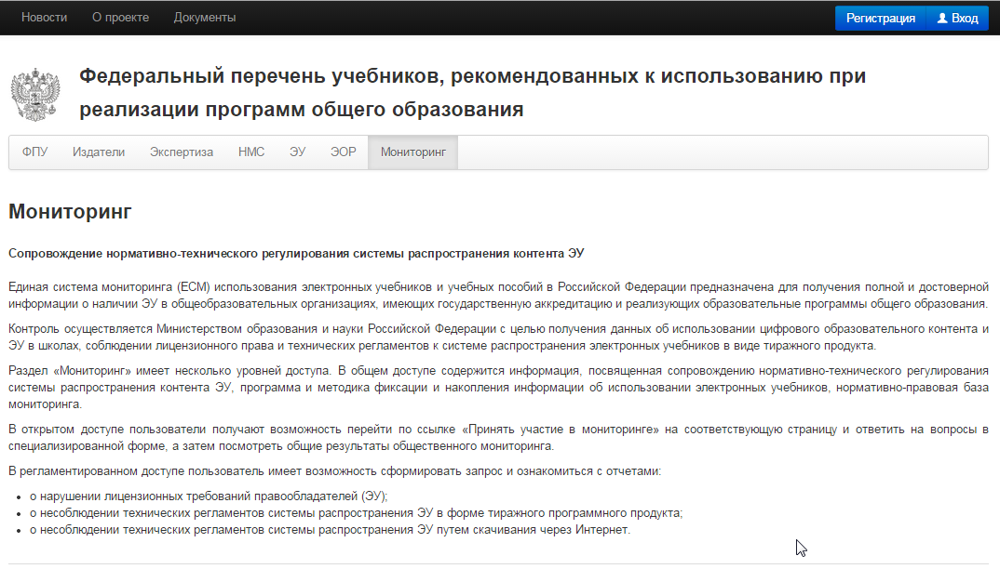 Новости О проекте Документы Регистрация Вход
Федеральный перечень учебников, рекомендованных к использованию при
реализации программ общего образования
ФПУ Издатели Экспертиза НМС ЭУ ЭОР Мониторинг
Мониторинг
Сопровождение нормативно-технического регулирования системы распространения контента ЭУ
Единая система мониторинга (ЕСМ) использования электронных учебников и учебных пособий в Российской Федерации предназначена для получения полной и достоверной
информации о наличии ЭУ в общеобразовательных организациях, имеющих государственную аккредитацию и реализующих образовательные программы общего образования.
Контроль осуществляется Министерством образования и науки Российской Федерации с целью получения данных об использовании цифрового образовательного контента и
ЭУ в школах, соблюдении лицензионного права и технических регламентов к системе распространения электронных учебников в виде тиражного продукта.
Раздел «Мониторинг» имеет несколько уровней доступа. В общем доступе содержится информация, посвященная сопровождению нормативно-технического регулирования
системы распространения контента ЭУ, программа и методика фиксации и накопления информации об использовании электронных учебников, нормативно-правовая база
мониторинга.
В открытом доступе пользователи получают возможность перейти по ссылке «Принять участие в мониторинге» на соответствующую страницу и ответить на вопросы в
специализированной форме, а затем посмотреть общие результаты общественного мониторинга.
В регламентированном доступе пользователь имеет возможность сформировать запрос и ознакомиться с отчетами:
• о нарушении лицензионных требований правообладателей (ЭУ);
• о несоблюдении технических регламентов системы распространения ЭУ в форме тиражного программного продукта;
• о несоблюдении технических регламентов системы распространения ЭУ путем скачивания через Интернет.